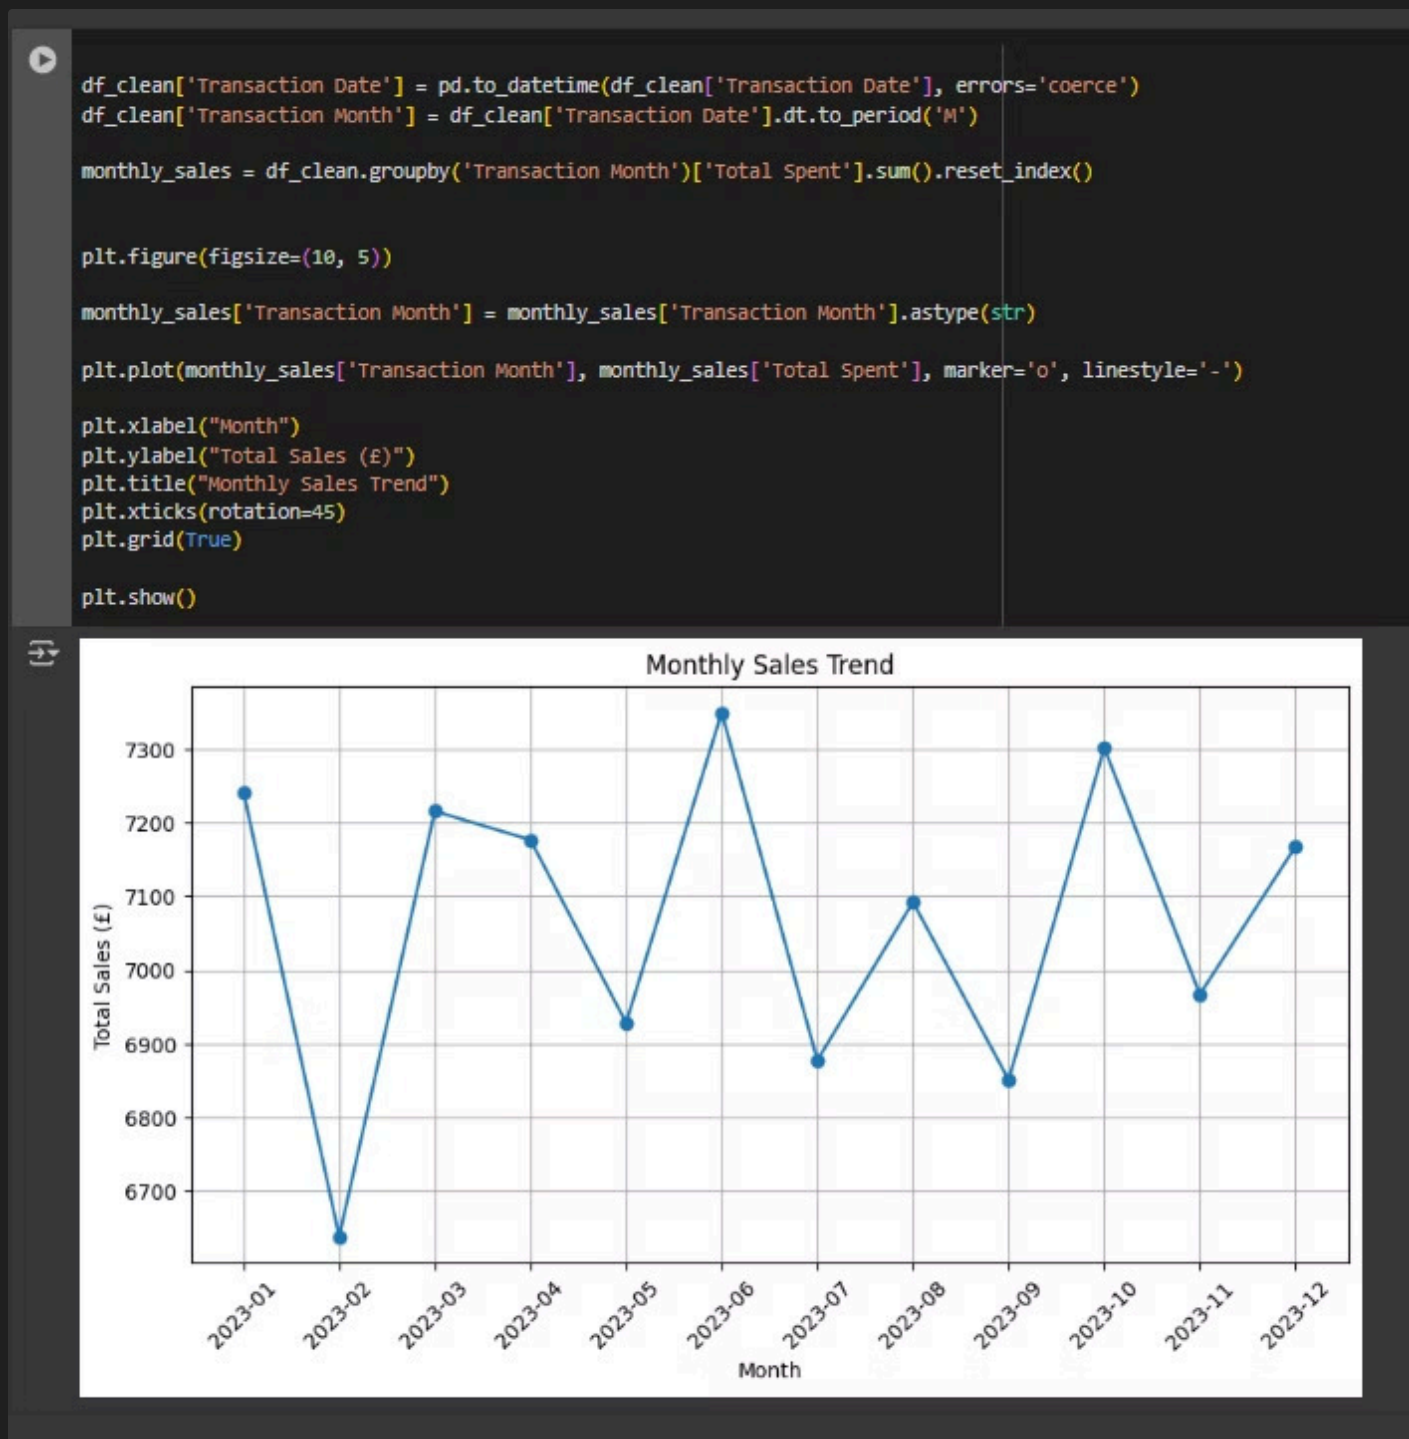 df_clean['Transaction Date'] = pd.to_datetime(df_clean['Transaction Date'], errors='coerce')
df_clean['Transaction Month'] = df_clean['Transaction Date'].dt.to_period('M')
monthly_sales = df_clean.groupby('Transaction Month')['Total Spent'].sum().reset_index()
plt.figure(figsize=(10, 5))
monthly_sales['Transaction Month'] = monthly_sales['Transaction Month'].astype(str)
plt.plot(monthly_sales['Transaction Month'], monthly_sales['Total Spent'], marker='o', linestyle='-')
plt.xlabel("Month")
plt.ylabel("Total Sales (£)")
plt.title("Monthly Sales Trend")
plt.xticks(rotation=45)
plt.grid(True)
plt.show()
Monthly Sales Trend
7300
7200
7100
7000
6900
6800
6700
Total Sales (£)
2023-01
2023-02
2023-03
2023-04
2023-05
2023-06
2023-07
2023-08
2023-09
2023-10
2023-11
2023-12
Month